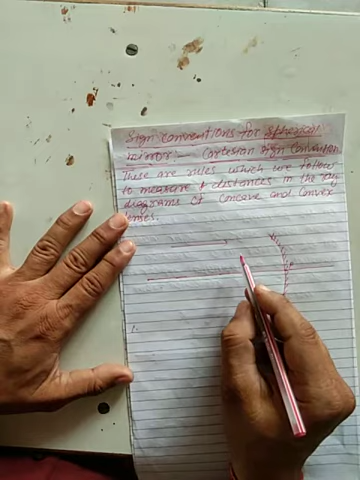 Sign conventions for spherical
mirror:- Cartesian sign convention
These are rules which we follow
to measure & distances in the ray
diagrams of concave and convex
lenses.